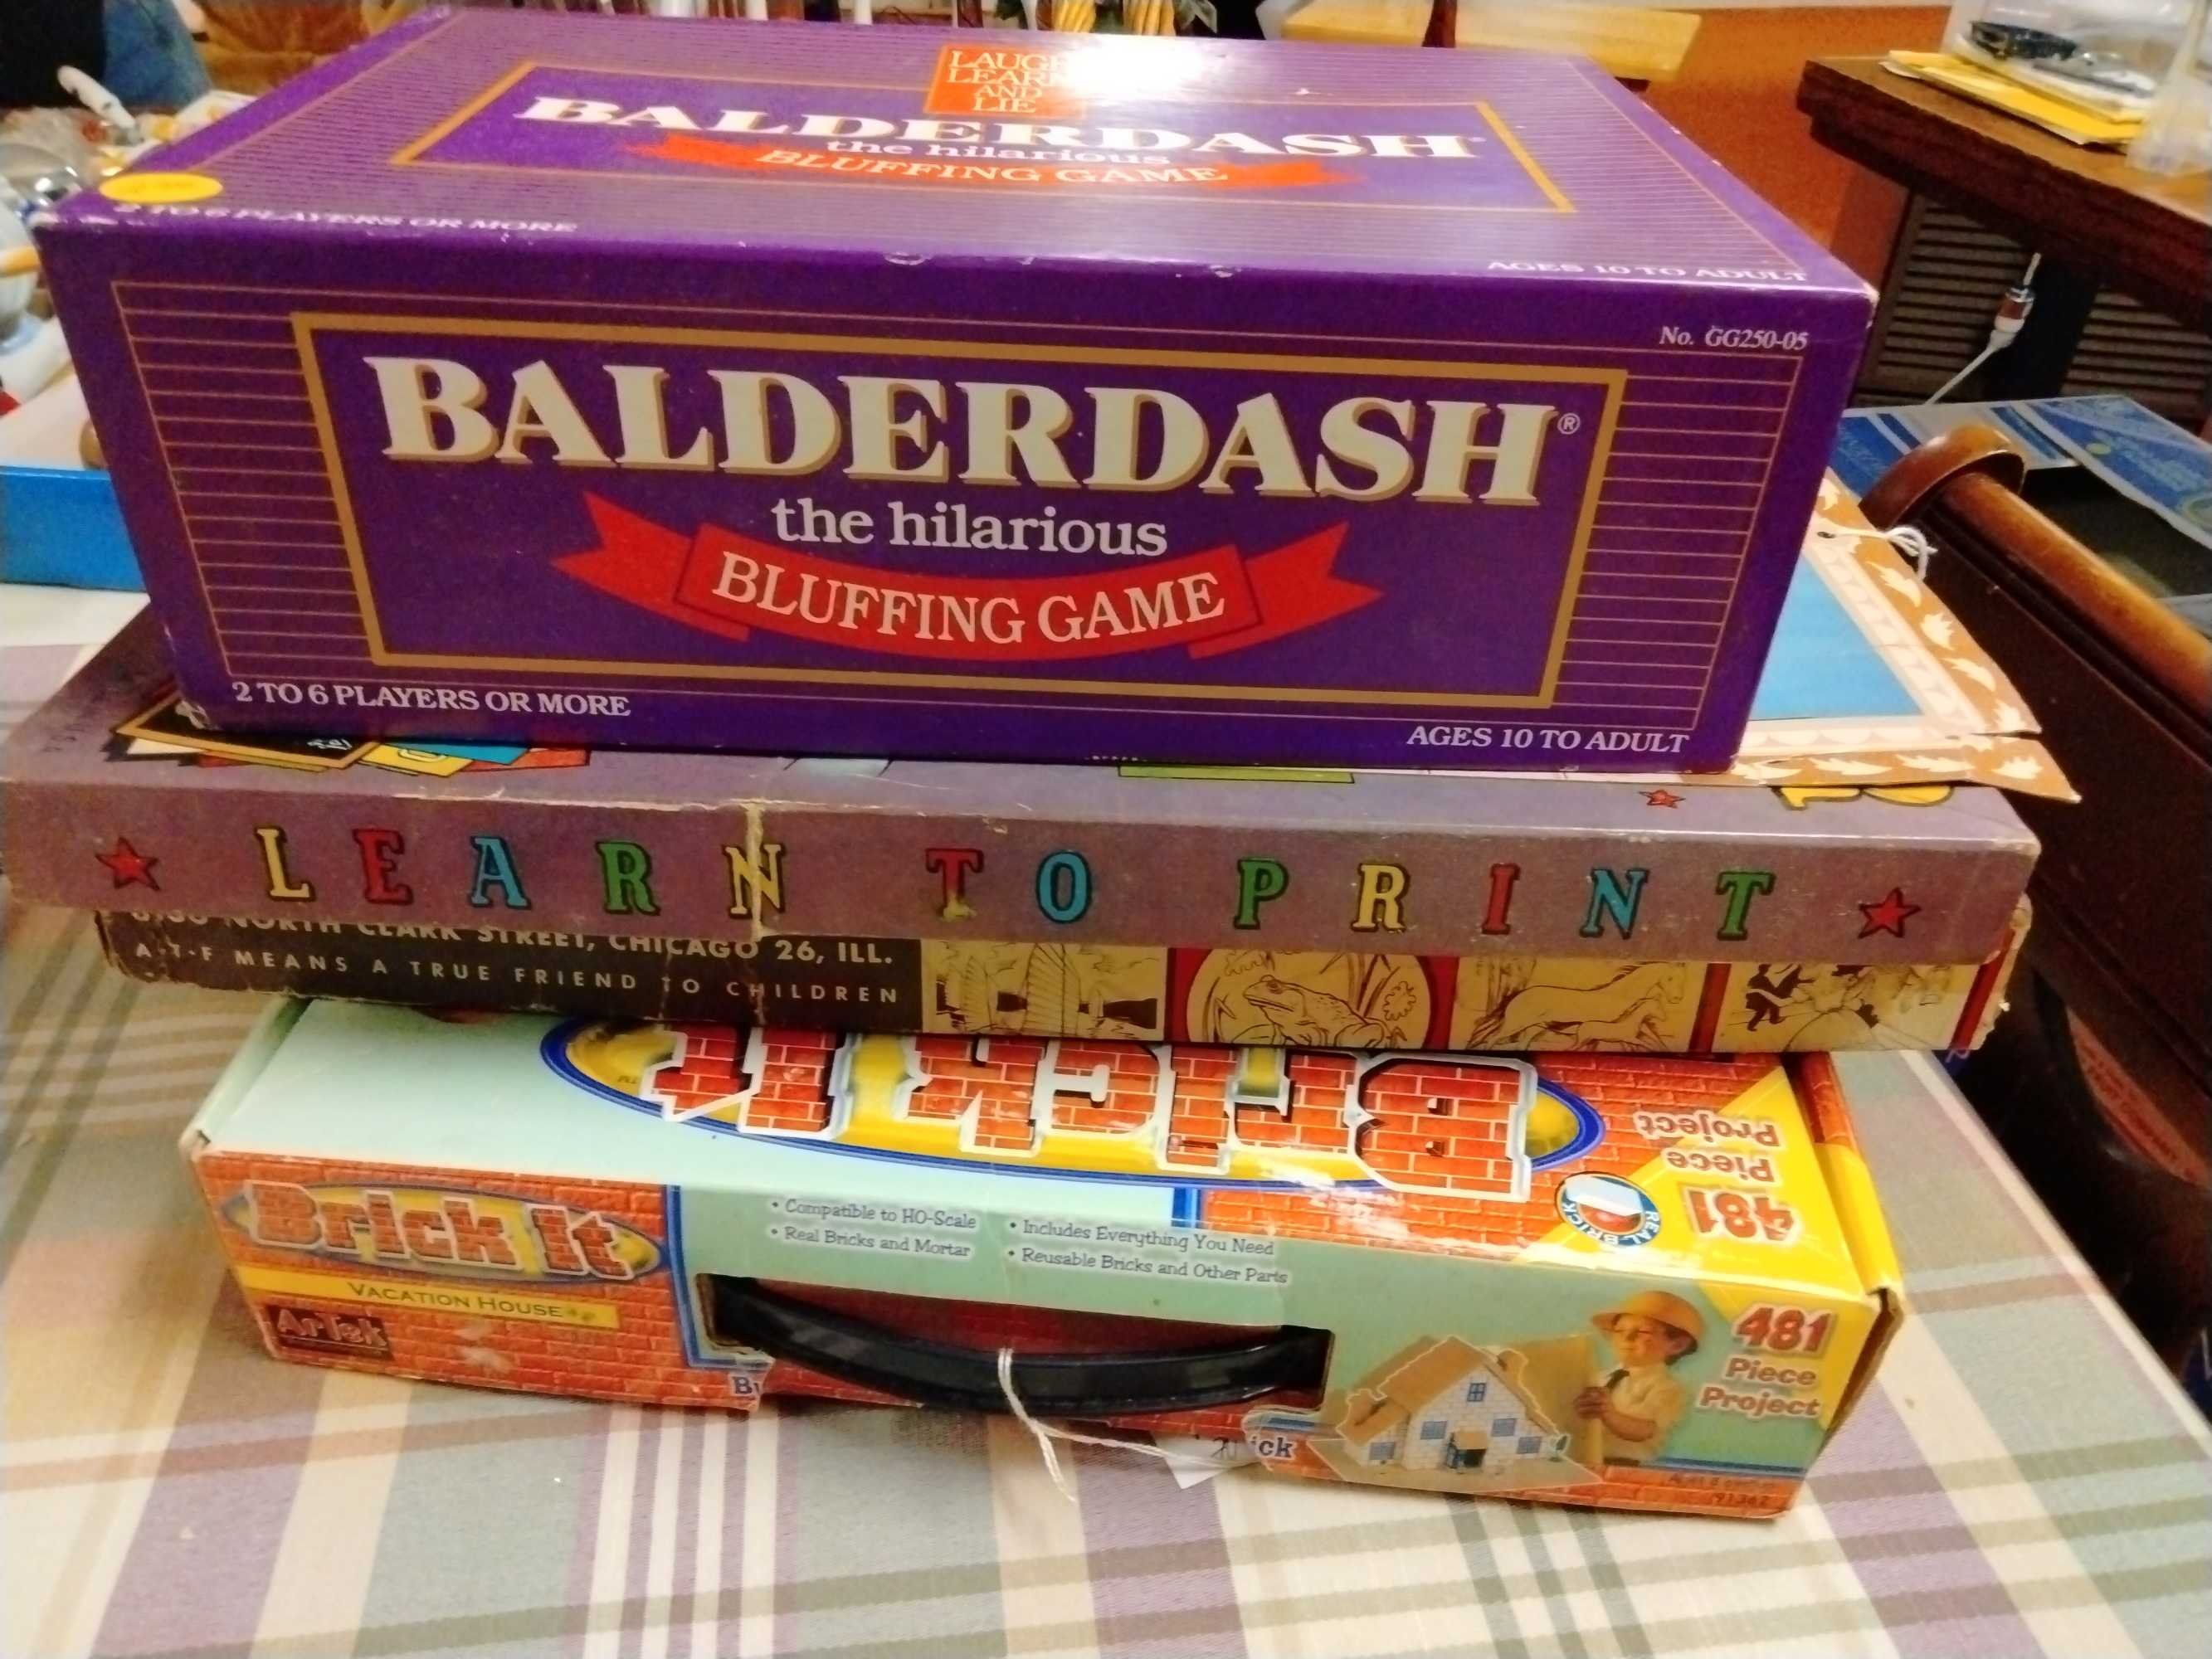 LAUGH
LEARN
AND
LIE
BALDERDASH
the hilarious
BLUFFING GAME
2 TO 6 PLAYERS OR MORE
AGES 10 TO ADULT
No. GG250-05
BALDERDASH®
the hilarious
BLUFFING GAME
2 TO 6 PLAYERS OR MORE
AGES 10 TO ADULT
LEARN TO PRINT
NORTH CLARK STREET, CHICAGO 26, ILL.
A·T·F MEANS A TRUE FRIEND TO CHILDREN
Brick It
481
Piece
Project
REAL BRICK
Brick It
VACATION HOUSE
ArTek
• Compatible to HO-Scale
• Real Bricks and Mortar
• Includes Everything You Need
• Reusable Bricks and Other Parts
481
Piece
Project
ick